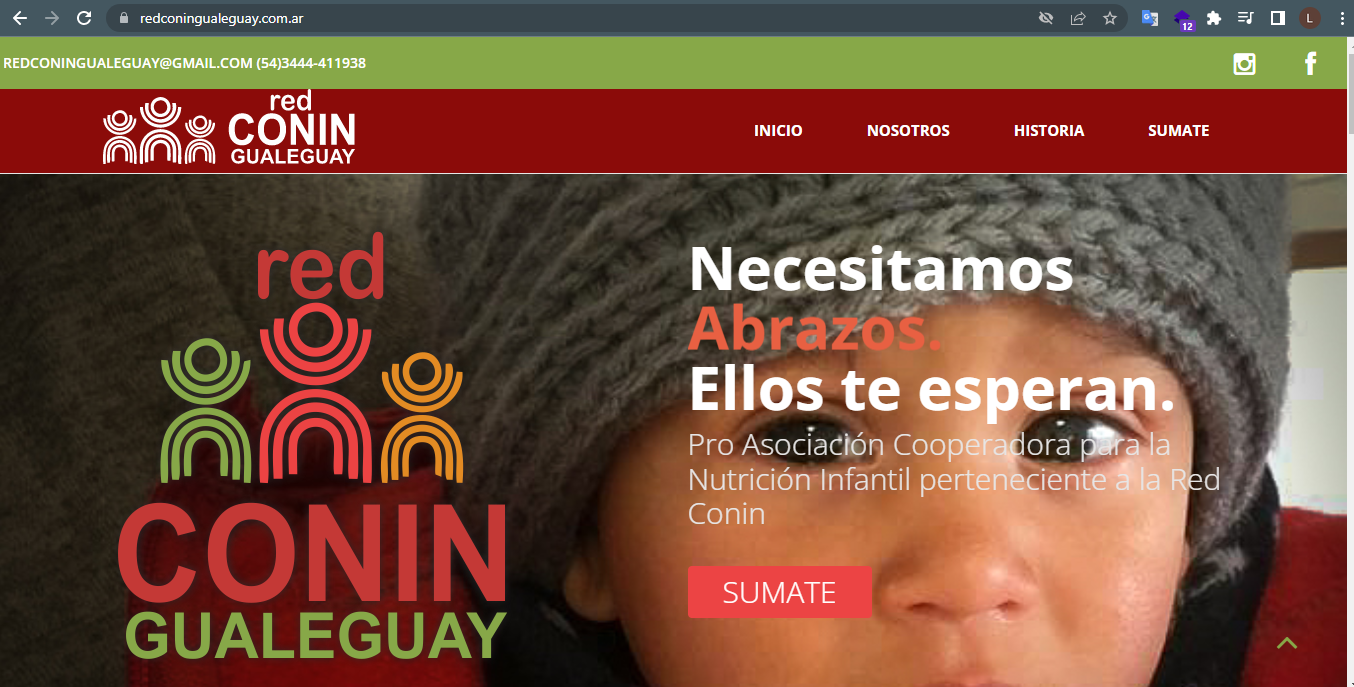 redconingualeguay.com.ar
12
L
REDCONINGUALEGUAY@GMAIL.COM (54)3444-411938
red
CONIN
GUALEGUAY
INICIO
NOSOTROS
HISTORIA
SUMATE
red
CONIN
GUALEGUAY
Necesitamos
Abrazos.
Ellos te esperan.
Pro Asociación Cooperadora para la
Nutrición Infantil perteneciente a la Red
Conin
SUMATE